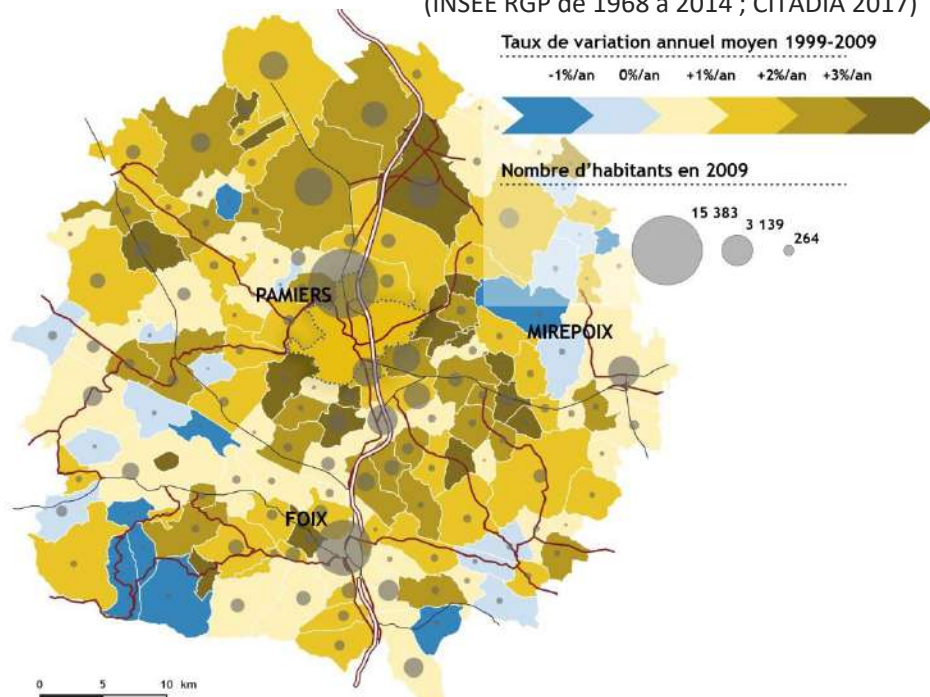 (INSEE RGP de 1968 à 2014 ; CITADIA 2017)
Taux de variation annuel moyen 1999-2009
-1%/an 0%/an +1%/an +2%/an +3%/an
Nombre d'habitants en 2009
15 383
3 139
264
PAMIERS
MIREPOIX
FOIX
0 5 10 km